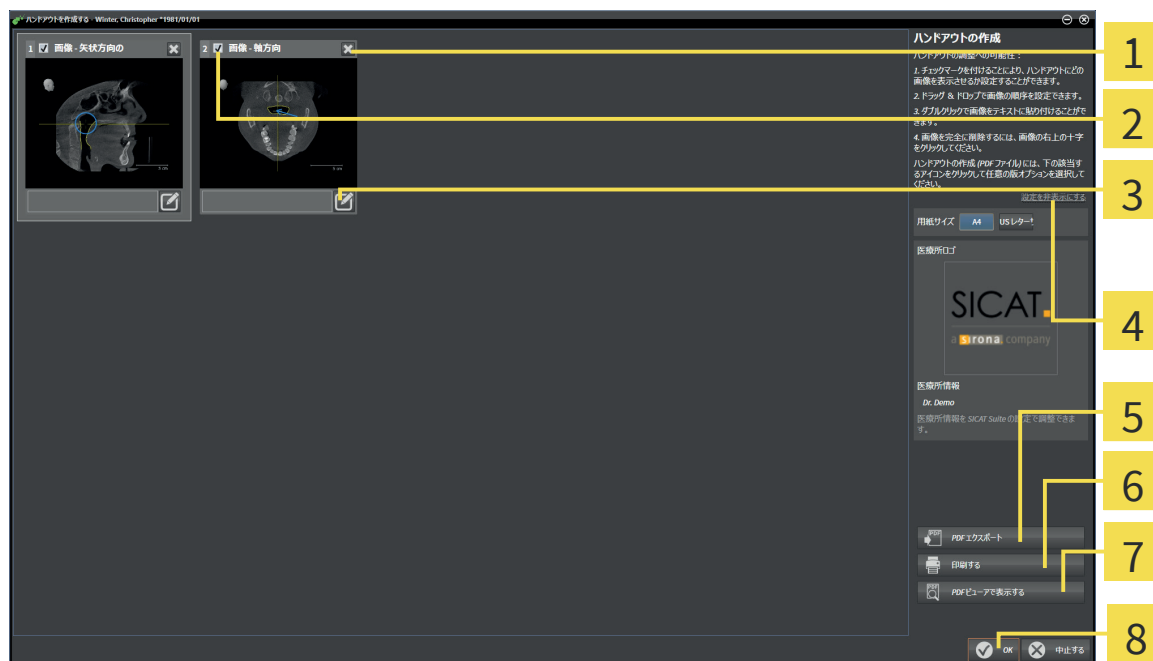 ハンドアウトを作成する - Winter, Christopher *1981/01/01
1 画像 - 矢状方向の
2 画像 - 軸方向
5 cm
5 cm
ハンドアウトの作成
ハンドアウトの調整への可能性：
1. チェックマークを付けることにより、ハンドアウトにどの
画像を表示させるか設定することができます。
2. ドラッグ & ドロップで画像の順序を設定できます。
3. ダブルクリックで画像をテキストに貼り付けることがで
きます。
4. 画像を完全に削除するには、画像の右上の十字
をクリックしてください。
ハンドアウトの作成 (PDF ファイル) には、下の該当す
るアイコンをクリックして任意の版オプションを選択して
ください。
設定を非表示にする
用紙サイズ A4 US レター
医療所ロゴ
SICAT.
a sirona. company
医療所情報
Dr. Demo
医療所情報を SICAT Suite の設定で調整できま
す。
PDF エクスポート
印刷する
PDF ビューアで表示する
OK 中止する
1
2
3
4
5
6
7
8